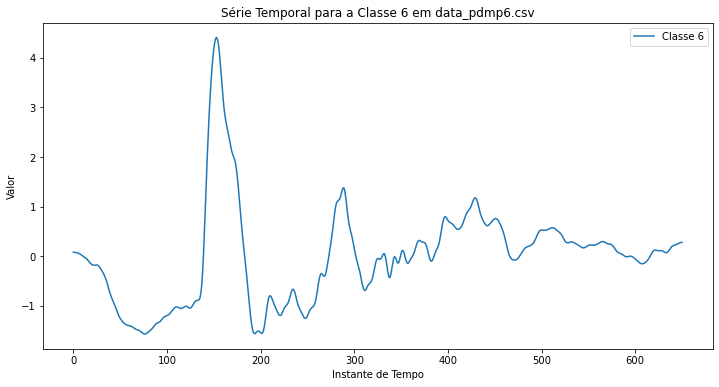 Série Temporal para a Classe 6 em data_pdmp6.csv
Classe 6
Valor
4
3
2
1
0
−1
0 100 200 300 400 500 600
Instante de Tempo